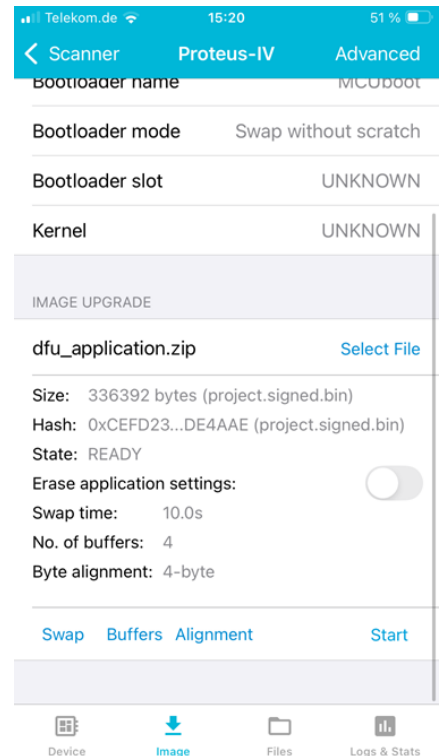 Telekom.de 15:20 51 %
Scanner Proteus-IV Advanced
Bootloader name MCUboot
Bootloader mode Swap without scratch
Bootloader slot UNKNOWN
Kernel UNKNOWN
IMAGE UPGRADE
dfu_application.zip Select File
Size: 336392 bytes (project.signed.bin)
Hash: 0xCEFD23...DE4AAE (project.signed.bin)
State: READY
Erase application settings:
Swap time: 10.0s
No. of buffers: 4
Byte alignment: 4-byte
Swap Buffers Alignment Start
Device Image Files Logs & Stats